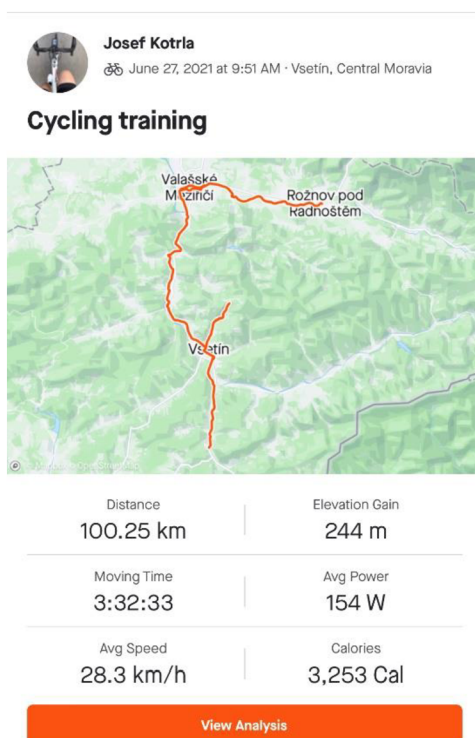 Josef Kotrla
June 27, 2021 at 9:51 AM · Vsetín, Central Moravia
Cycling training
Valašské
Meziříčí
Rožnov pod
Radhoštěm
Vsetín
Distance
100.25 km
Elevation Gain
244 m
Moving Time
3:32:33
Avg Power
154 W
Avg Speed
28.3 km/h
Calories
3,253 Cal
View Analysis